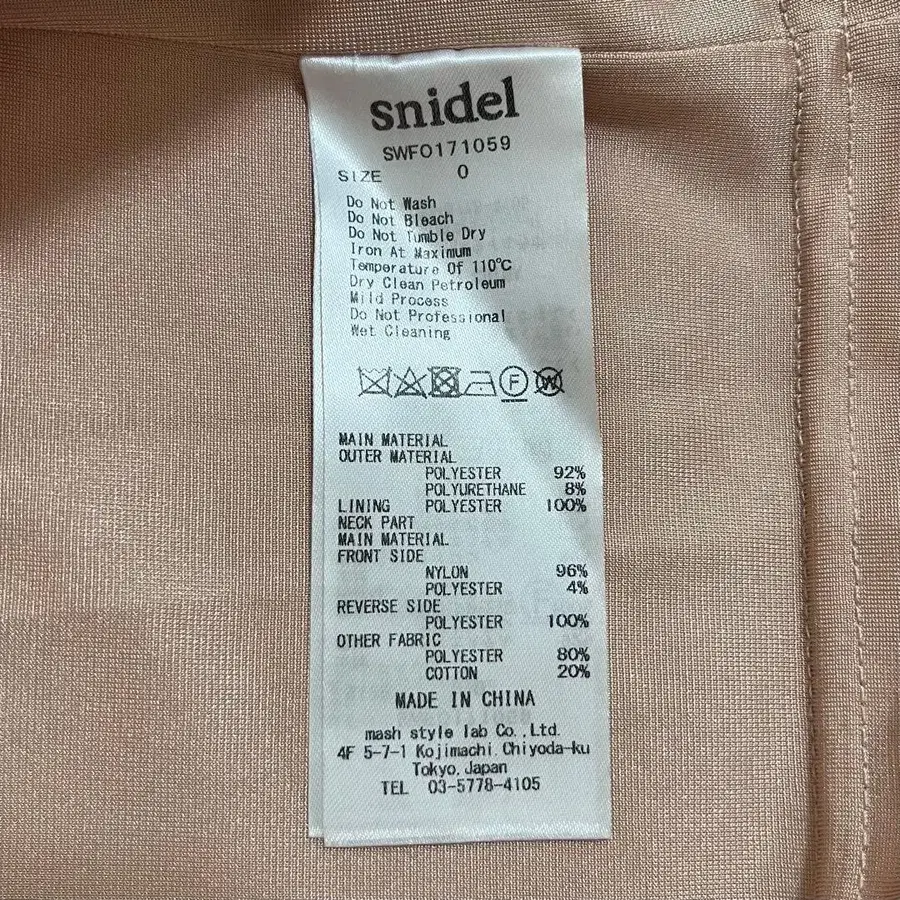 snidel
SWFO171059
SIZE 0
Do Not Wash
Do Not Bleach
Do Not Tumble Dry
Iron At Maximum
Temperature Of 110℃
Dry Clean Petroleum
Mild Process
Do Not Professional
Wet Cleaning
F W
MAIN MATERIAL
OUTER MATERIAL
POLYESTER 92%
POLYURETHANE 8%
LINING POLYESTER 100%
NECK PART
MAIN MATERIAL
FRONT SIDE
NYLON 96%
POLYESTER 4%
REVERSE SIDE
POLYESTER 100%
OTHER FABRIC
POLYESTER 80%
COTTON 20%
MADE IN CHINA
mash style lab Co.,Ltd.
4F 5-7-1 Kojimachi,Chiyoda-ku
Tokyo,Japan
TEL 03-5778-4105